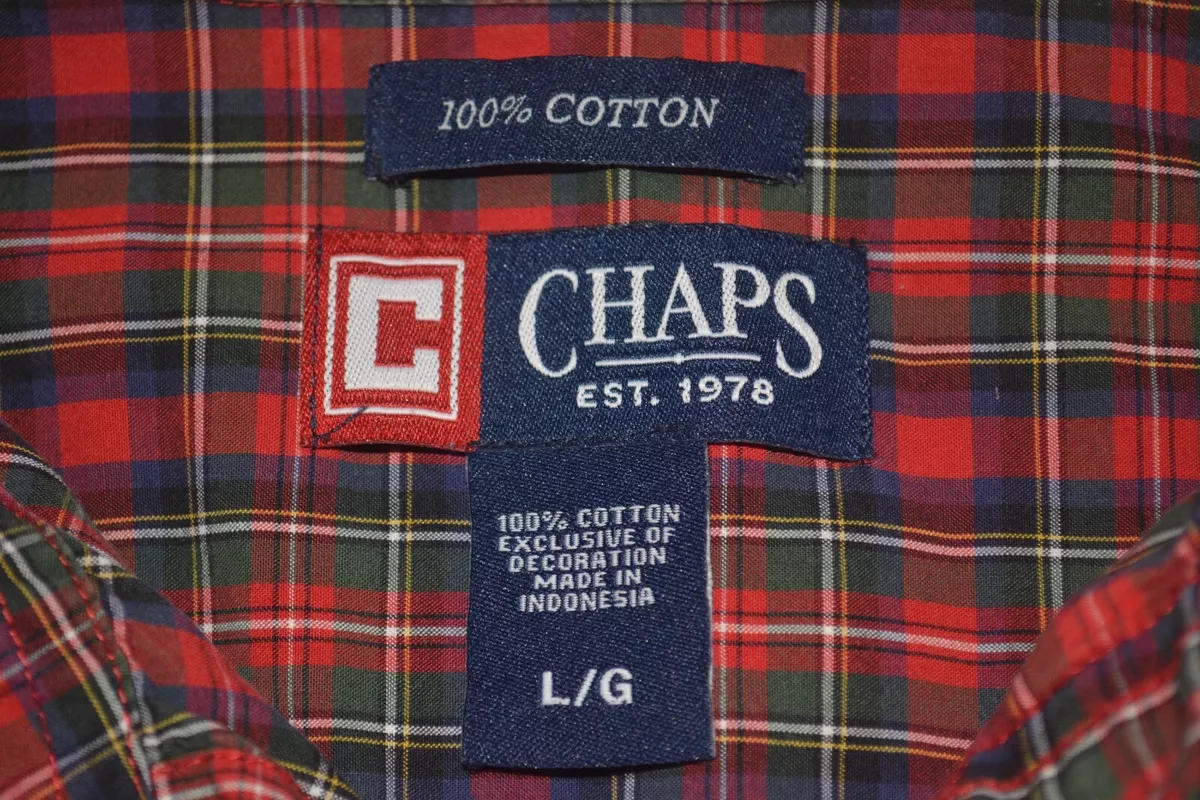 100% COTTON
C
CHAPS
EST. 1978
100% COTTON
EXCLUSIVE OF
DECORATION
MADE IN
INDONESIA
L/G